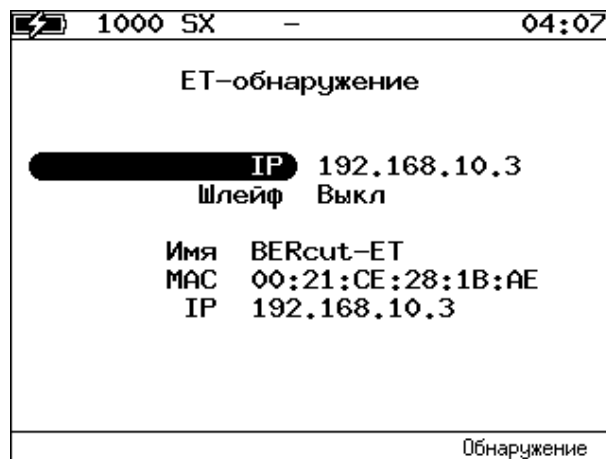 1000 SX – 04:07
ET–обнаружение
IP 192.168.10.3
Шлейф Выкл
Имя BERcut–ET
MAC 00:21:CE:28:1B:AE
IP 192.168.10.3
Обнаружение